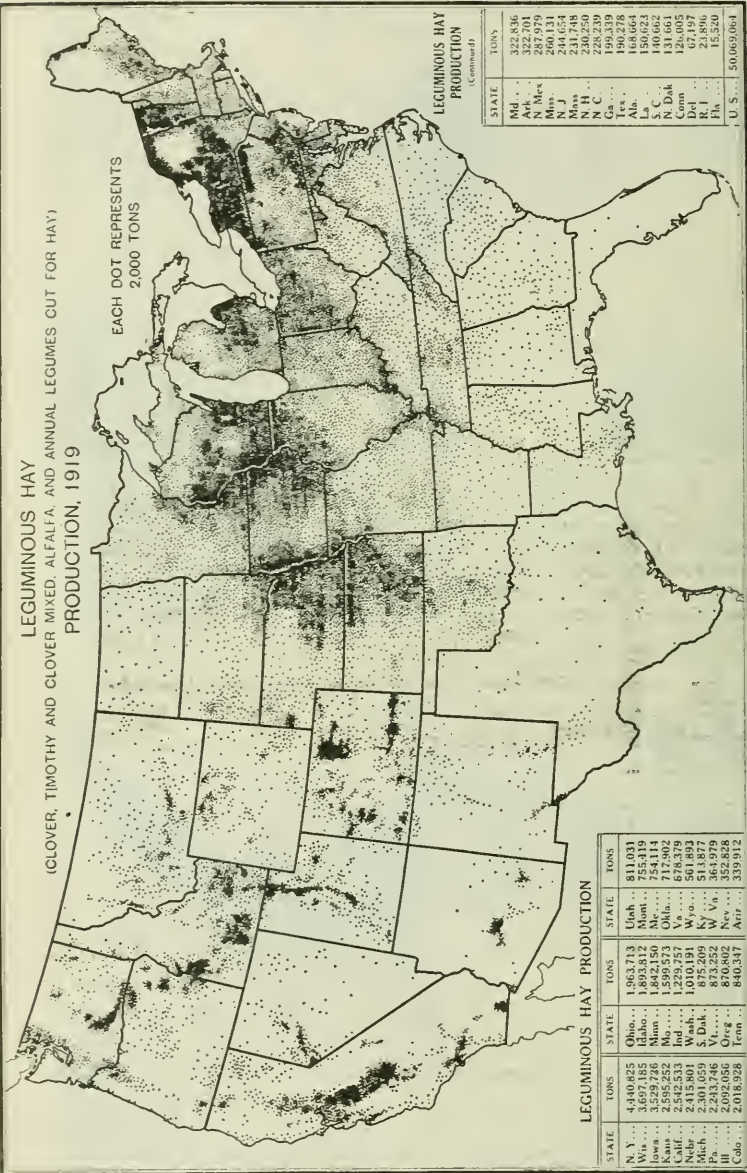 LEGUMINOUS HAY
(CLOVER, TIMOTHY AND CLOVER MIXED, ALFALFA, AND ANNUAL LEGUMES CUT FOR HAY)
PRODUCTION, 1919
EACH DOT REPRESENTS
2,000 TONS
LEGUMINOUS HAY PRODUCTION
STATE TONS STATE TONS STATE TONS
N. Y... 4,440,825 Ohio... 1,963,713 Utah 811,031
Wis... 3,697,185 Idaho... 1,893,812 Mont. 755,419
Iowa... 3,529,726 Minn 1,842,150 Me... 754,114
Kans 2,595,252 Mo.... 1,599,573 Okla.. 717,902
Calif. 2,542,533 Ind... 1,229,757 Va... 678,379
Nebr 2,415,801 Wash.. 1,010,191 Wyo.. 561,893
Mich.. 2,301,059 S. Dak. 875,209 Ky... 513,877
Pa... 2,243,746 Vt.... 873,252 W. Va. 364,979
Ill 2,092,056 Oreg 870,802 Nev... 352,828
Colo... 2,018,928 Tenn.. 840,347 Ariz.. 339,912
LEGUMINOUS HAY
PRODUCTION
(Continued)
STATE TONS
Md... 322,836
Ark.. 322,701
N Mex 287,979
Miss.. 260,131
N. J... 244,654
Mass 231,748
N. H... 230,250
N C... 228,239
Ga... 199,339
Tex... 190,278
Ala... 168,664
La... 150,623
S. C.. 140,662
N. Dak 131,661
Conn 126,005
Del .. 67,197
R. I .. 23,896
Fla .. 15,520
U. S... 50,069,064